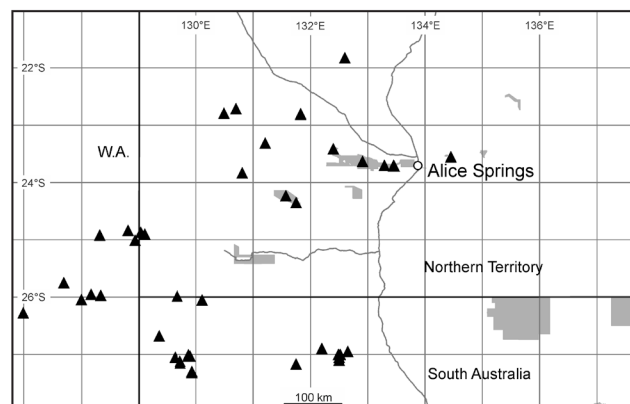 130°E 132°E 134°E 136°E
22°S
W.A.
Alice Springs
24°S
Northern Territory
26°S
South Australia
100 km